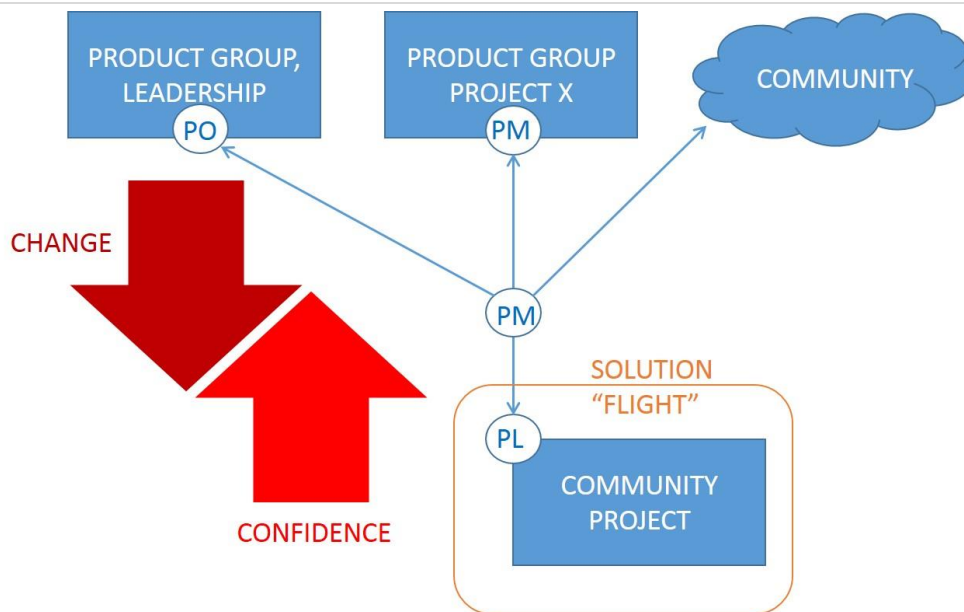 PRODUCT GROUP,
LEADERSHIP
PO
PRODUCT GROUP
PROJECT X
PM
COMMUNITY
CHANGE
CONFIDENCE
PM
SOLUTION
“FLIGHT”
PL
COMMUNITY
PROJECT